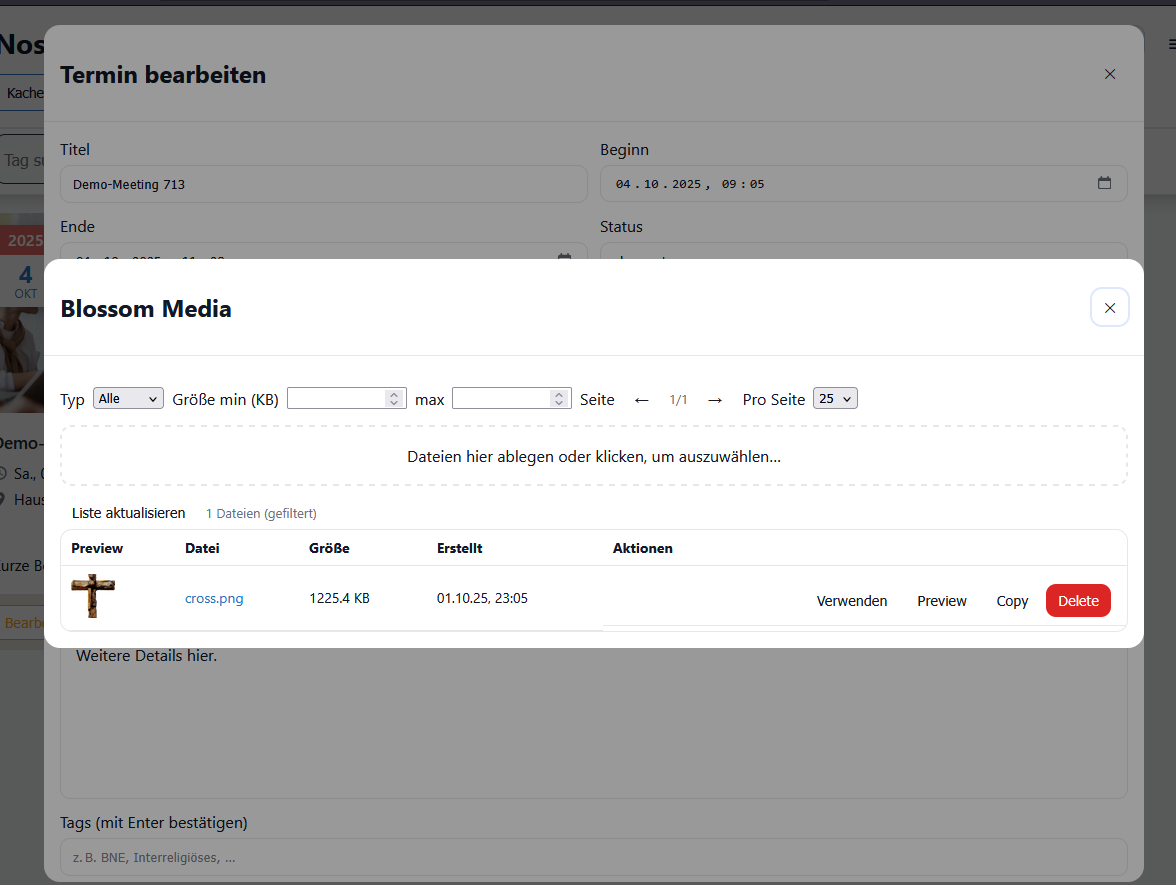 Nos
Termin bearbeiten
Kache
Titel
Beginn
Tag su
Demo-Meeting 713
04.10.2025, 09:05
Ende
Status
2025
4
OKT
Blossom Media
Typ Alle Größe min (KB) max Seite ← 1/1 → Pro Seite 25
Dateien hier ablegen oder klicken, um auszuwählen...
Demo-
Sa., 0
Haus
Liste aktualisieren 1 Dateien (gefiltert)
Preview Datei Größe Erstellt Aktionen
urze Be
cross.png 1225.4 KB 01.10.25, 23:05 Verwenden Preview Copy Delete
Bearbe
Weitere Details hier.
Tags (mit Enter bestätigen)
z. B. BNE, Interreligiöses, ...